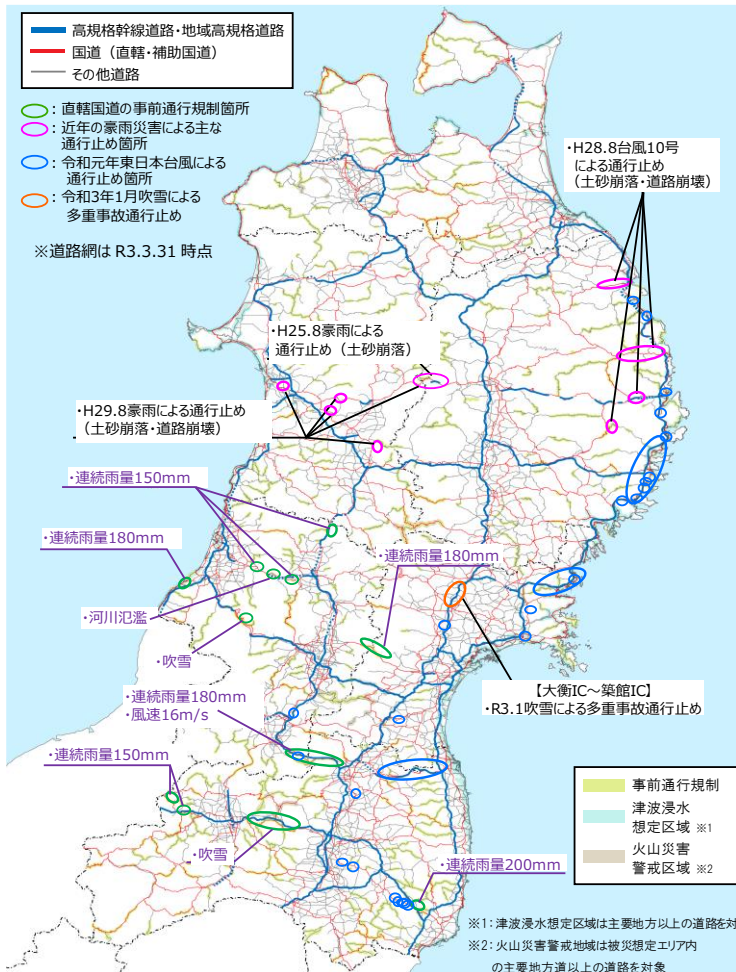 高規格幹線道路・地域高規格道路
国道（直轄・補助国道）
その他道路
：直轄国道の事前通行規制箇所
：近年の豪雨災害による主な
通行止め箇所
：令和元年東日本台風による
通行止め箇所
：令和3年1月吹雪による
多重事故通行止め
※道路網は R3.3.31 時点
・H28.8台風10号
による通行止め
（土砂崩落・道路崩壊）
・H25.8豪雨による
通行止め（土砂崩落）
・H29.8豪雨による通行止め
（土砂崩落・道路崩壊）
・連続雨量150mm
・連続雨量180mm
・連続雨量180mm
・河川氾濫
・吹雪
【大衡IC～築館IC】
・R3.1吹雪による多重事故通行止め
・連続雨量180mm
・風速16m/s
・連続雨量150mm
・吹雪
・連続雨量200mm
事前通行規制
津波浸水
想定区域 ※1
火山災害
警戒区域 ※2
※1：津波浸水想定区域は主要地方以上の道路を対
※2：火山災害警戒地域は被災想定エリア内
の主要地方道以上の道路を対象